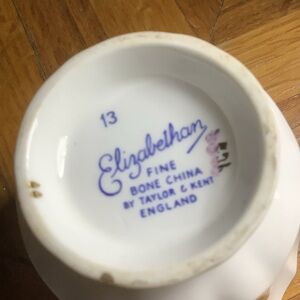 13
Elizabethan
FINE
BONE CHINA
BY TAYLOR & KENT
ENGLAND